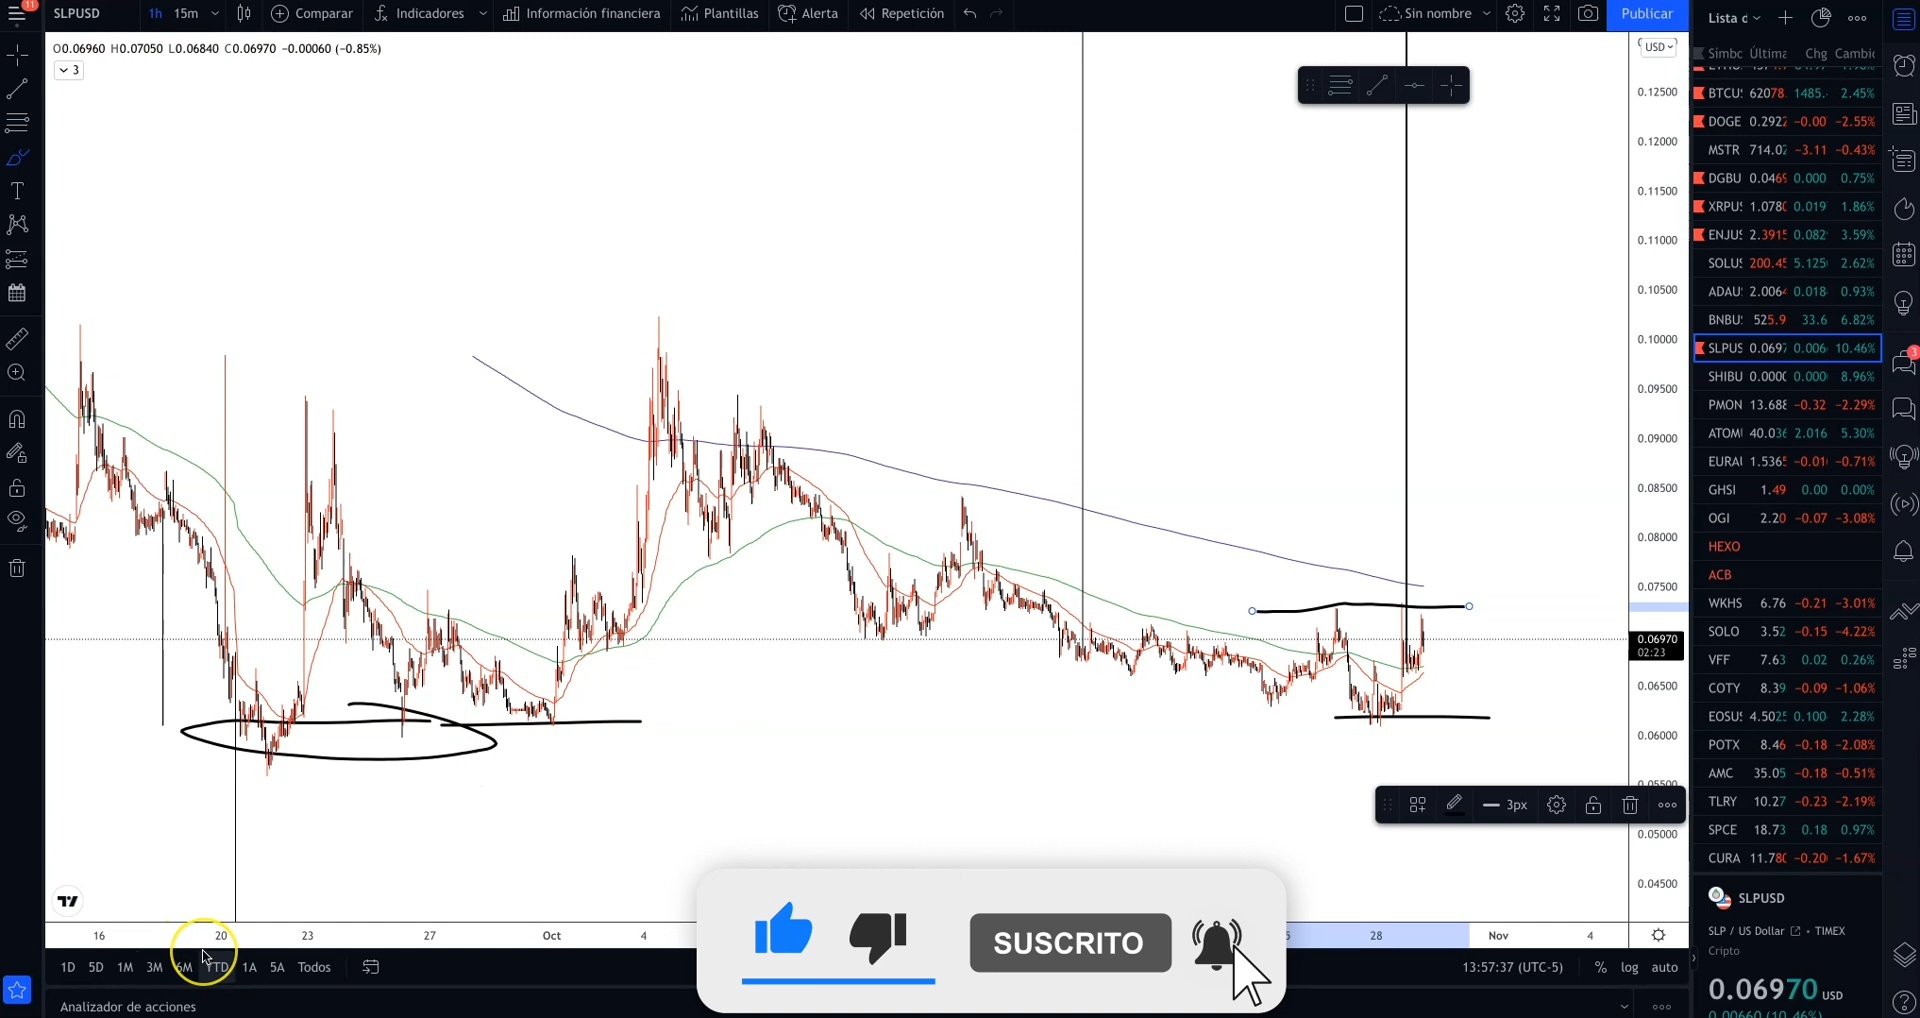 11
SLPUSD
1h 15m
Comparar
Indicadores
Información financiera
Plantillas
Alerta
Repetición
Sin nombre
Publicar
O0.06960 H0.07050 L0.06840 C0.06970 −0.00060 (−0.85%)
3
USD
0.12500
0.12000
0.11500
0.11000
0.10500
0.10000
0.09500
0.09000
0.08500
0.08000
0.07500
0.06970
02:23
0.06500
0.06000
0.05000
0.04500
3px
16 20 23 27 Oct 4 28 Nov 4
1D 5D 1M 3M 6M YTD 1A 5A Todos
13:57:37 (UTC-5) % log auto
Analizador de acciones
SUSCRITO
Lista
Símbo Última Chg Cambio
BTCUS 62078. 1485. 2.45%
DOGE 0.2922 −0.00 −2.55%
MSTR 714.02 −3.11 −0.43%
DGBU 0.0469 0.000 0.75%
XRPUS 1.0780 0.019 1.86%
ENJUS 2.3915 0.082 3.59%
SOLUS 200.45 5.125 2.62%
ADAU 2.0064 0.018 0.93%
BNBU 525.9 33.6 6.82%
SLPUS 0.0697 0.006 10.46%
SHIBU 0.0000 0.000 8.96%
PMON 13.688 −0.32 −2.29%
ATOM 40.036 2.016 5.30%
EURAU 1.5365 −0.01 −0.71%
GHSI 1.49 0.00 0.00%
OGI 2.20 −0.07 −3.08%
HEXO
ACB
WKHS 6.76 −0.21 −3.01%
SOLO 3.52 −0.15 −4.22%
VFF 7.63 0.02 0.26%
COTY 8.39 −0.09 −1.06%
EOSUS 4.5025 0.100 2.28%
POTX 8.46 −0.18 −2.08%
AMC 35.05 −0.18 −0.51%
TLRY 10.27 −0.23 −2.19%
SPCE 18.73 0.18 0.97%
CURA 11.780 −0.20 −1.67%
3
SLPUSD
SLP / US Dollar • TIMEX
Cripto
0.06970 USD
0.00660 (10.46%)